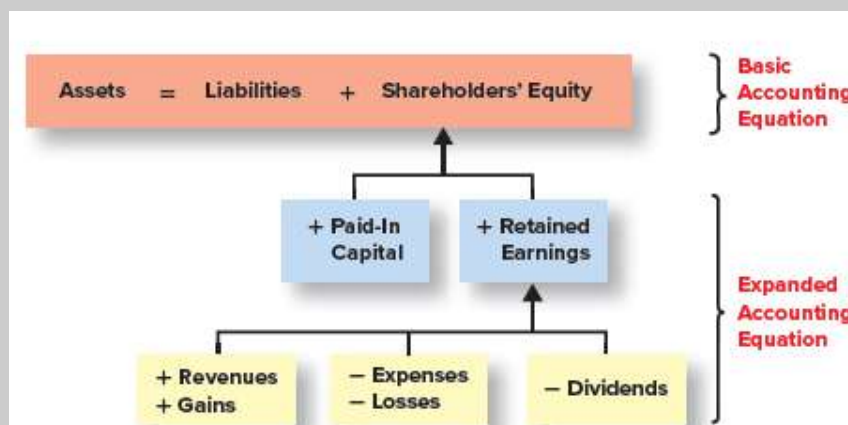 Assets = Liabilities + Shareholders' Equity
Basic
Accounting
Equation
+ Paid-In
Capital
+ Retained
Earnings
Expanded
Accounting
Equation
+ Revenues
+ Gains
− Expenses
− Losses
− Dividends